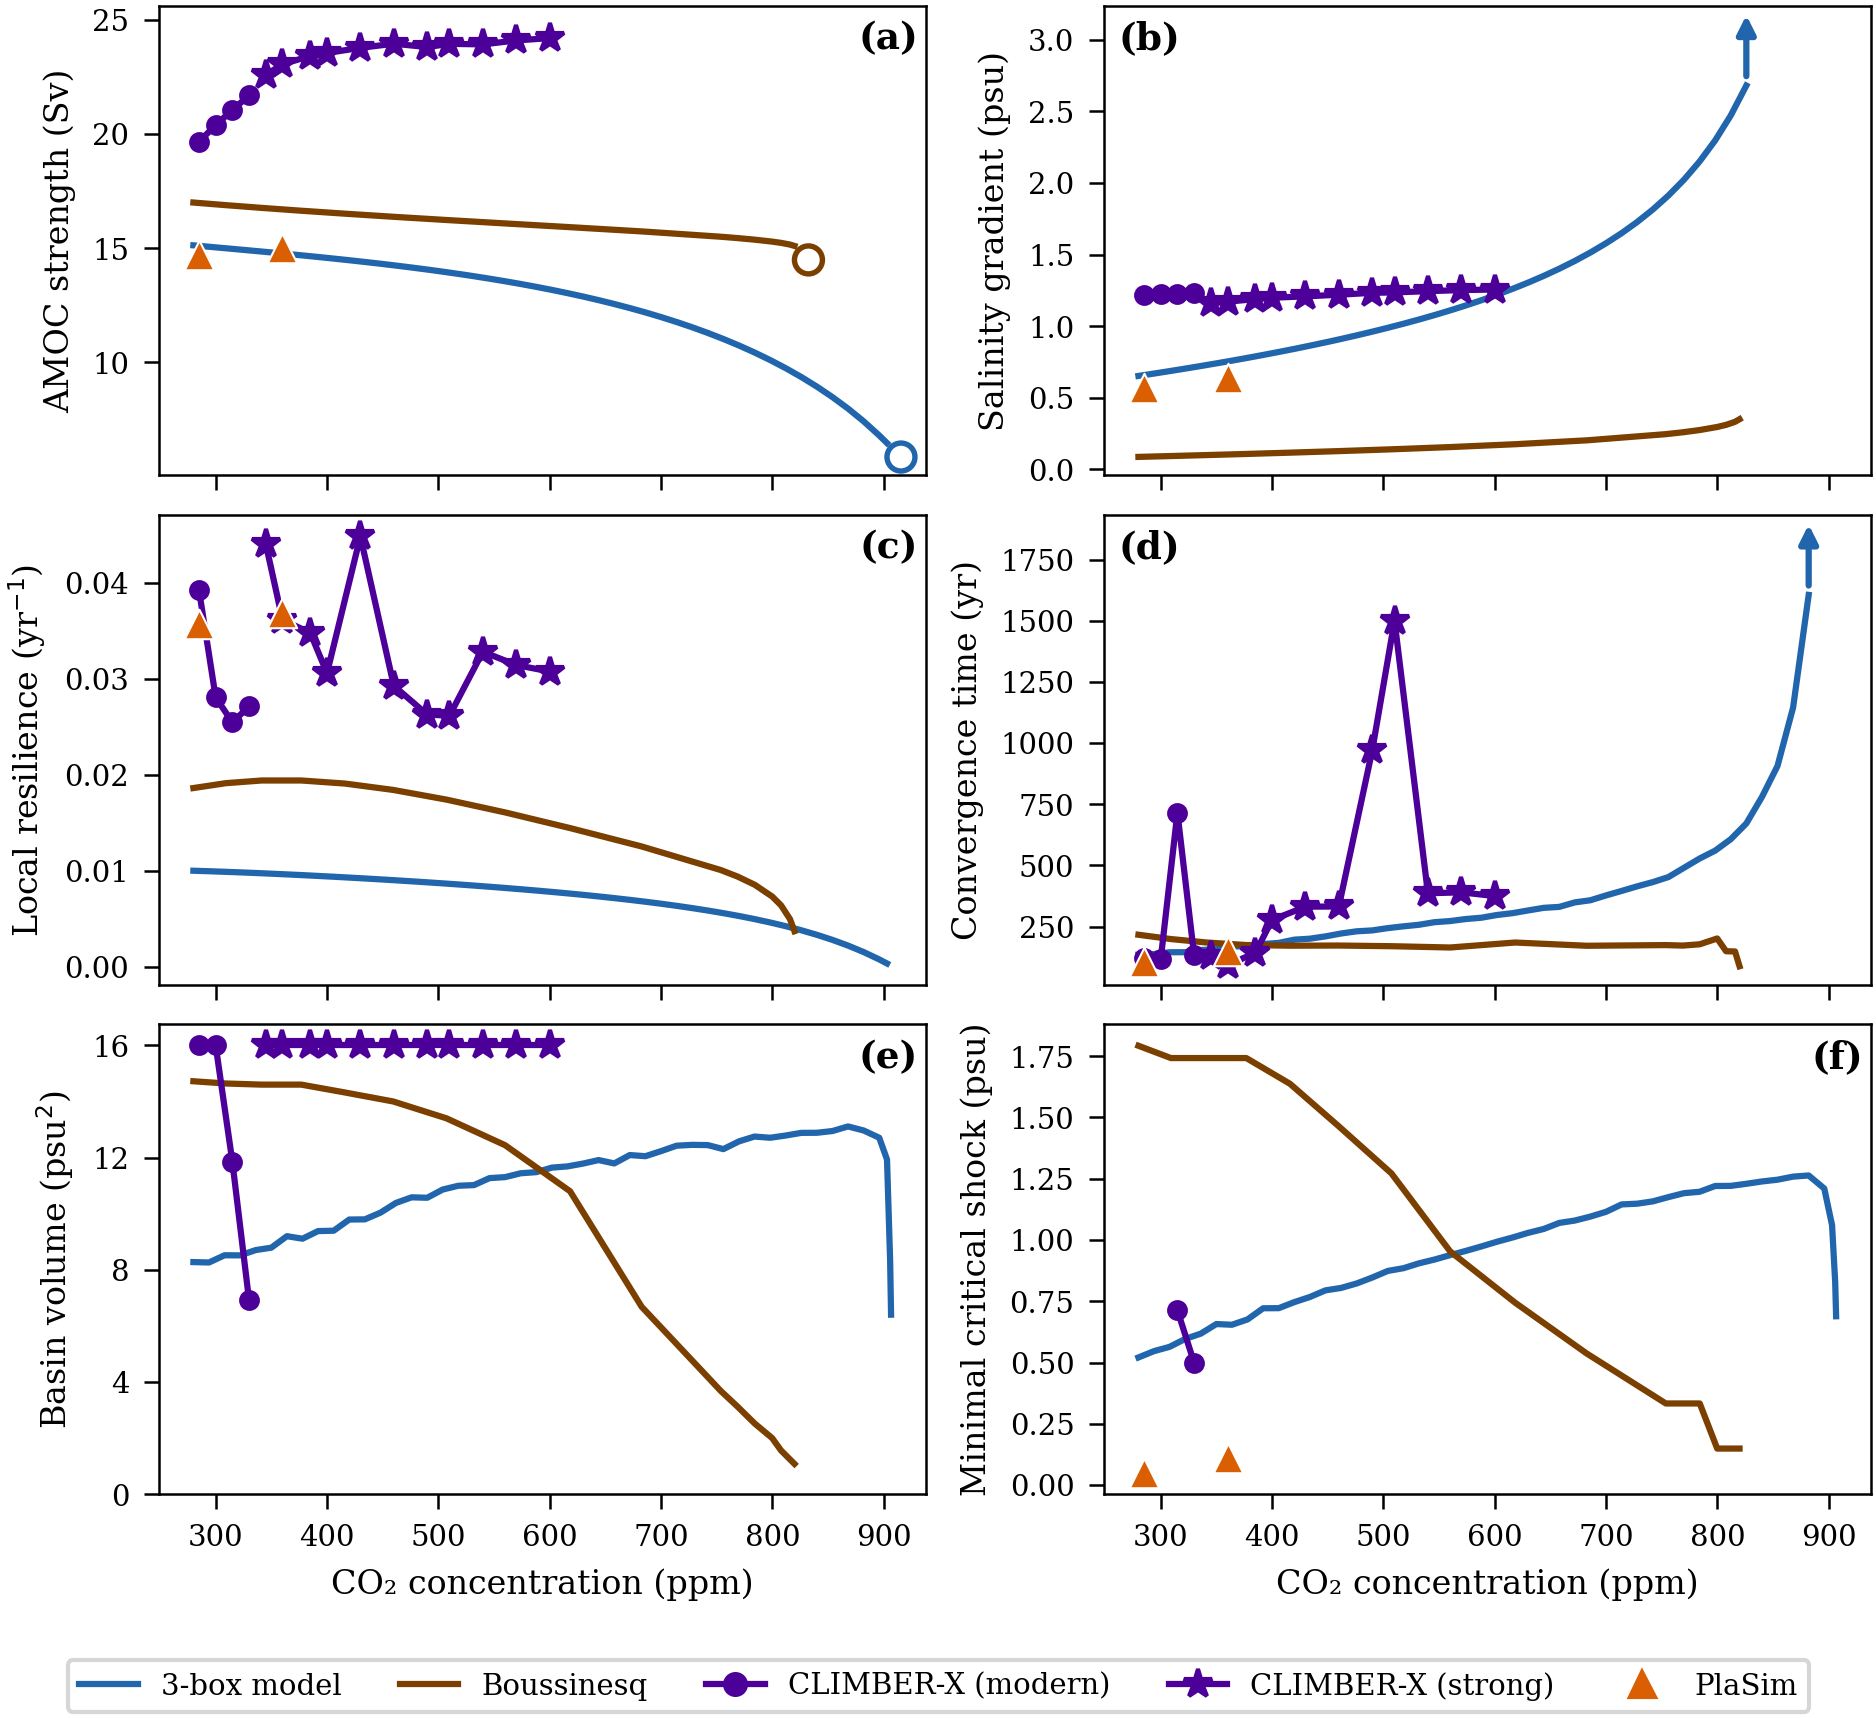 (a)
AMOC strength (Sv)
25
20
15
10
(b)
Salinity gradient (psu)
3.0
2.5
2.0
1.5
1.0
0.5
0.0
(c)
Local resilience (yr⁻¹)
0.04
0.03
0.02
0.01
0.00
(d)
Convergence time (yr)
1750
1500
1250
1000
750
500
250
(e)
Basin volume (psu²)
16
12
8
4
0
300 400 500 600 700 800 900
CO₂ concentration (ppm)
(f)
Minimal critical shock (psu)
1.75
1.50
1.25
1.00
0.75
0.50
0.25
0.00
300 400 500 600 700 800 900
CO₂ concentration (ppm)
3-box model Boussinesq CLIMBER-X (modern) CLIMBER-X (strong) PlaSim